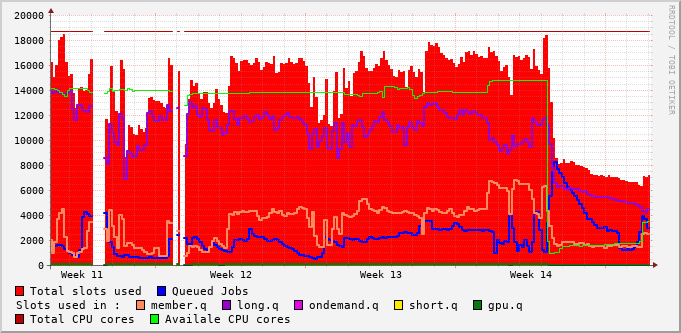 20000
18000
16000
14000
12000
10000
8000
6000
4000
2000
0
Week 11 Week 12 Week 13 Week 14
RRDTOOL / TOBI OETIKER
Total slots used Queued Jobs
Slots used in : member.q long.q ondemand.q short.q gpu.q
Total CPU cores Availale CPU cores